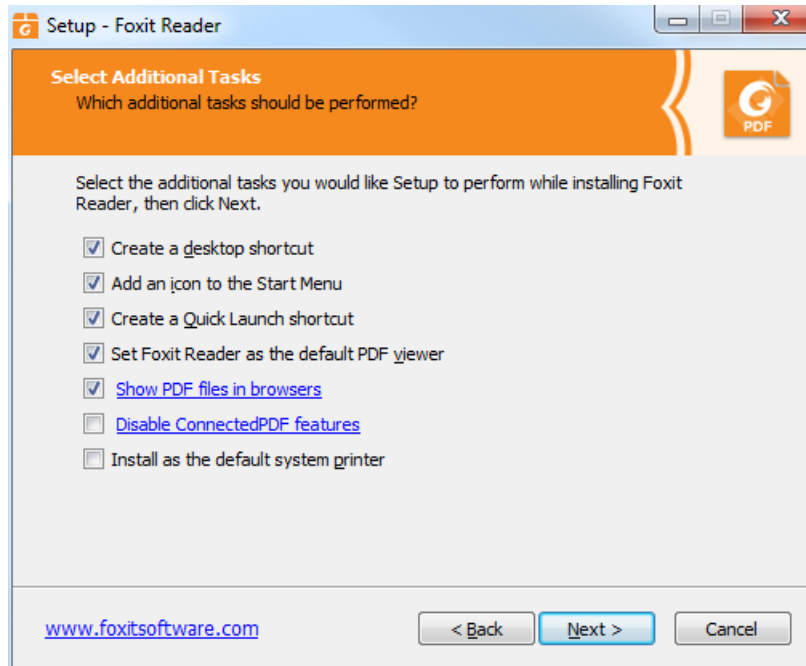 Setup - Foxit Reader
Select Additional Tasks
Which additional tasks should be performed?
PDF
Select the additional tasks you would like Setup to perform while installing Foxit
Reader, then click Next.
Create a desktop shortcut
Add an icon to the Start Menu
Create a Quick Launch shortcut
Set Foxit Reader as the default PDF viewer
Show PDF files in browsers
Disable ConnectedPDF features
Install as the default system printer
www.foxitsoftware.com
< Back
Next >
Cancel